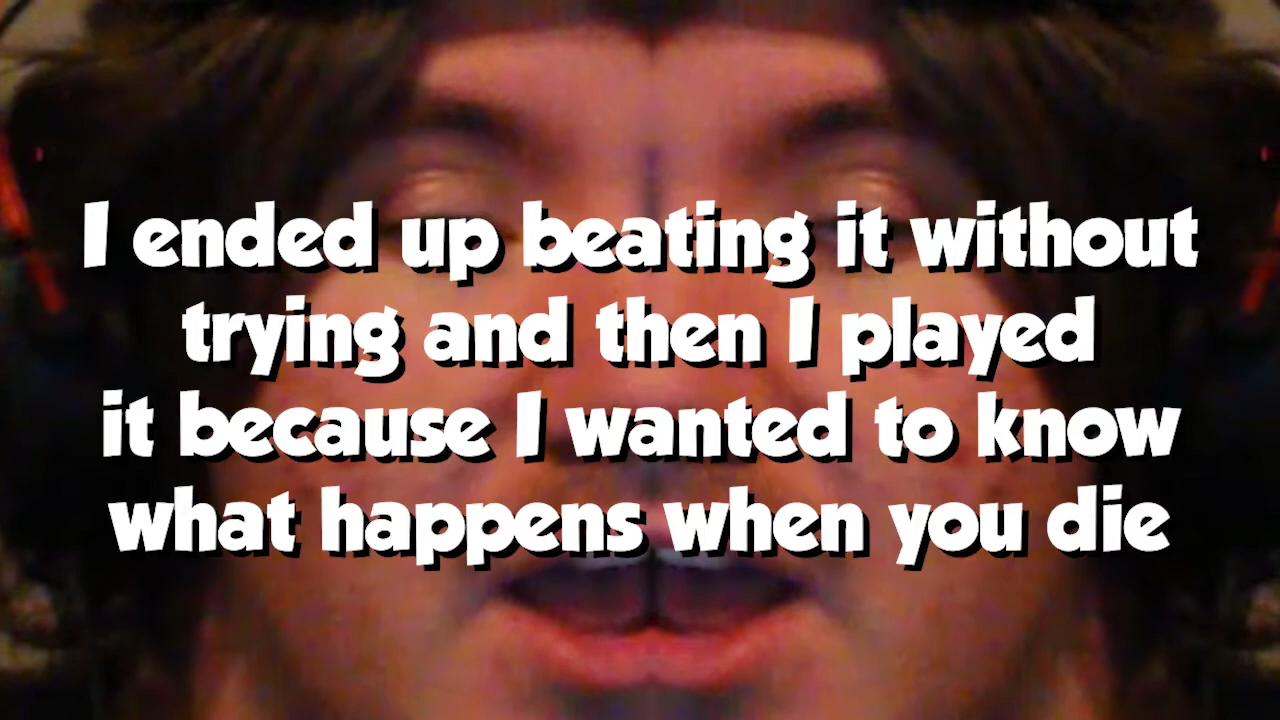 I ended up beating it without
trying and then I played
it because I wanted to know
what happens when you die